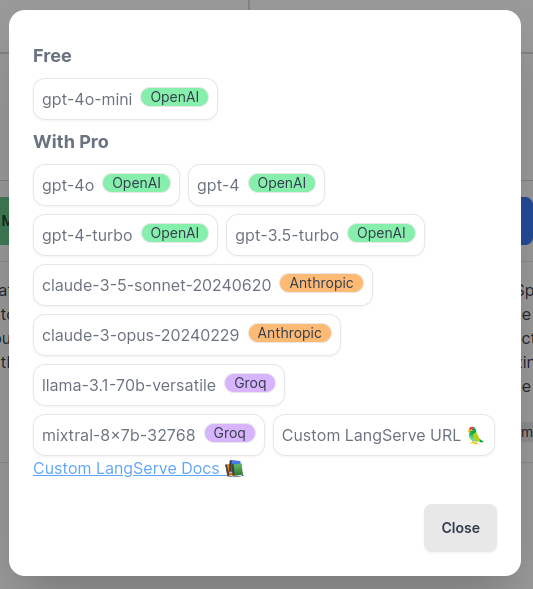 Free
gpt-4o-mini OpenAI
With Pro
gpt-4o OpenAI gpt-4 OpenAI
gpt-4-turbo OpenAI gpt-3.5-turbo OpenAI
claude-3-5-sonnet-20240620 Anthropic
claude-3-opus-20240229 Anthropic
llama-3.1-70b-versatile Groq
mixtral-8×7b-32768 Groq Custom LangServe URL 🦜
Custom LangServe Docs 📚
Close